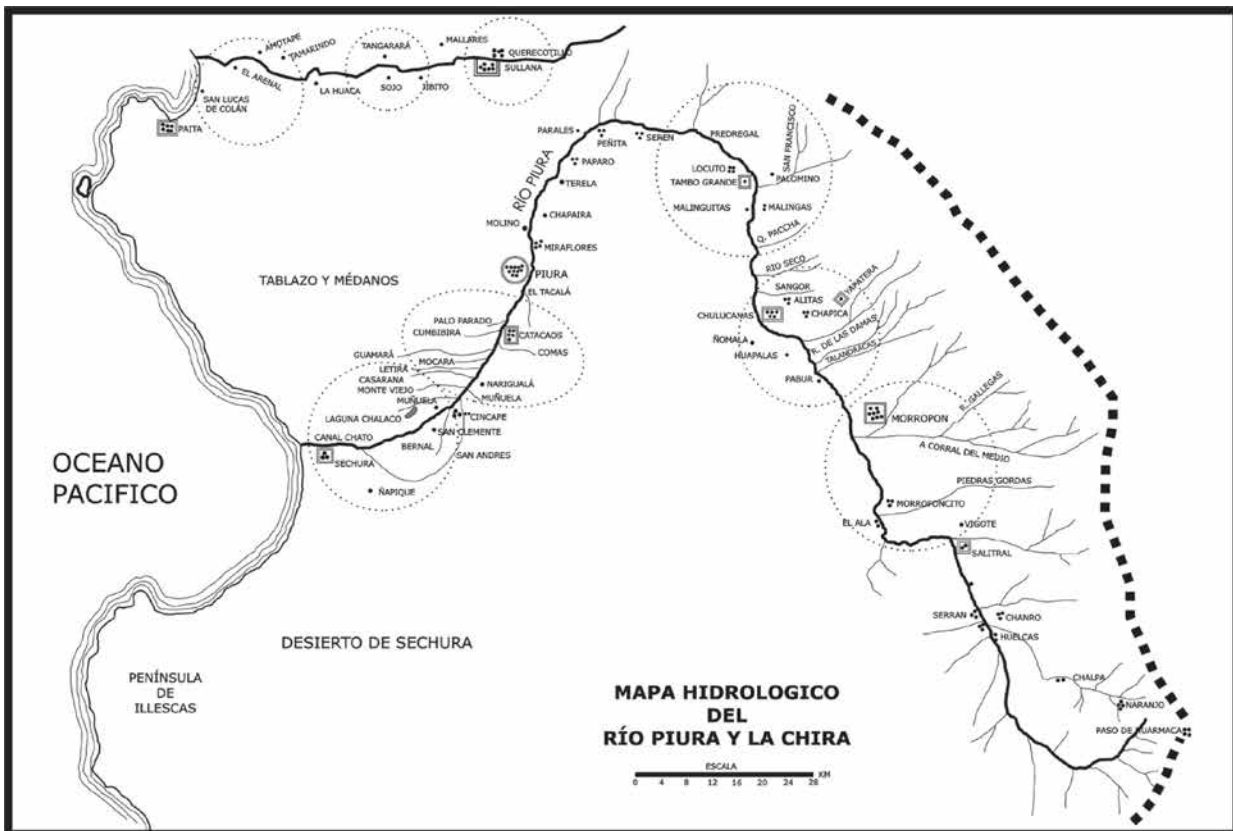 AMOTAPE
TAMARINDO
EL ARENAL
SAN LUCAS
DE COLÁN
PAITA
LA HUACA
TANGARARÁ
SOJO
JIBITO
MALLARES
QUERECOTILLO
SULLANA
PARALES
PEÑITA
SEREN
PREDREGAL
SAN FRANCISCO
PAPARO
RÍO PIURA
TERELA
LOCUTO
TAMBO GRANDE
PALOMINO
MALINGUITAS
MALINGAS
CHAPAIRA
MOLINO
MIRAFLORES
Q. PACCHA
PIURA
TABLAZO Y MÉDANOS
EL TACALÁ
RIO SECO
SANGOR
ALITAS
YAPATERA
CHULUCANAS
CHAPICA
PALO PARADO
CUMBIBIRA
CATACAOS
COMAS
ÑOMALA
HUAPALAS
R. DE LAS DAMAS
TALANGRACAS
PABUR
GUAMARÁ
MOCARA
LETIRÁ
CASARANA
MONTE VIEJO
MUÑUELA
NARIGUALÁ
MUÑUELA
LAGUNA CHALACO
CINCAPE
SAN CLEMENTE
CANAL CHATO
BERNAL
SAN ANDRES
SECHURA
ÑAPIQUE
MORROPON
R. GALLEGAS
A CORRAL DEL MEDIO
PIEDRAS GORDAS
MORROPONCITO
EL ALA
VIGOTE
SALITRAL
OCEANO
PACIFICO
SERRAN
CHANRO
HUELCAS
DESIERTO DE SECHURA
PENÍNSULA
DE
ILLESCAS
CHALPA
NARANJO
PASO DE HUARMACA
MAPA HIDROLOGICO
DEL
RÍO PIURA Y LA CHIRA
ESCALA
0 4 8 12 16 20 24 28 KM